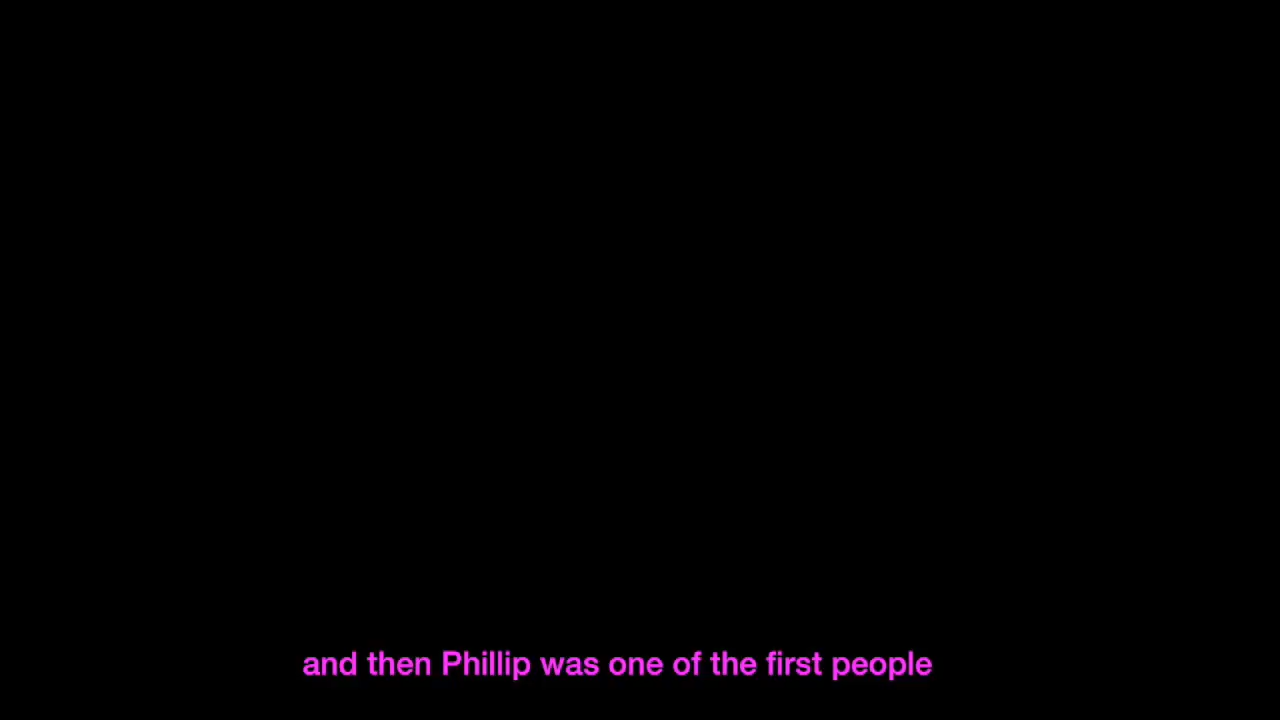 and then Phillip was one of the first people